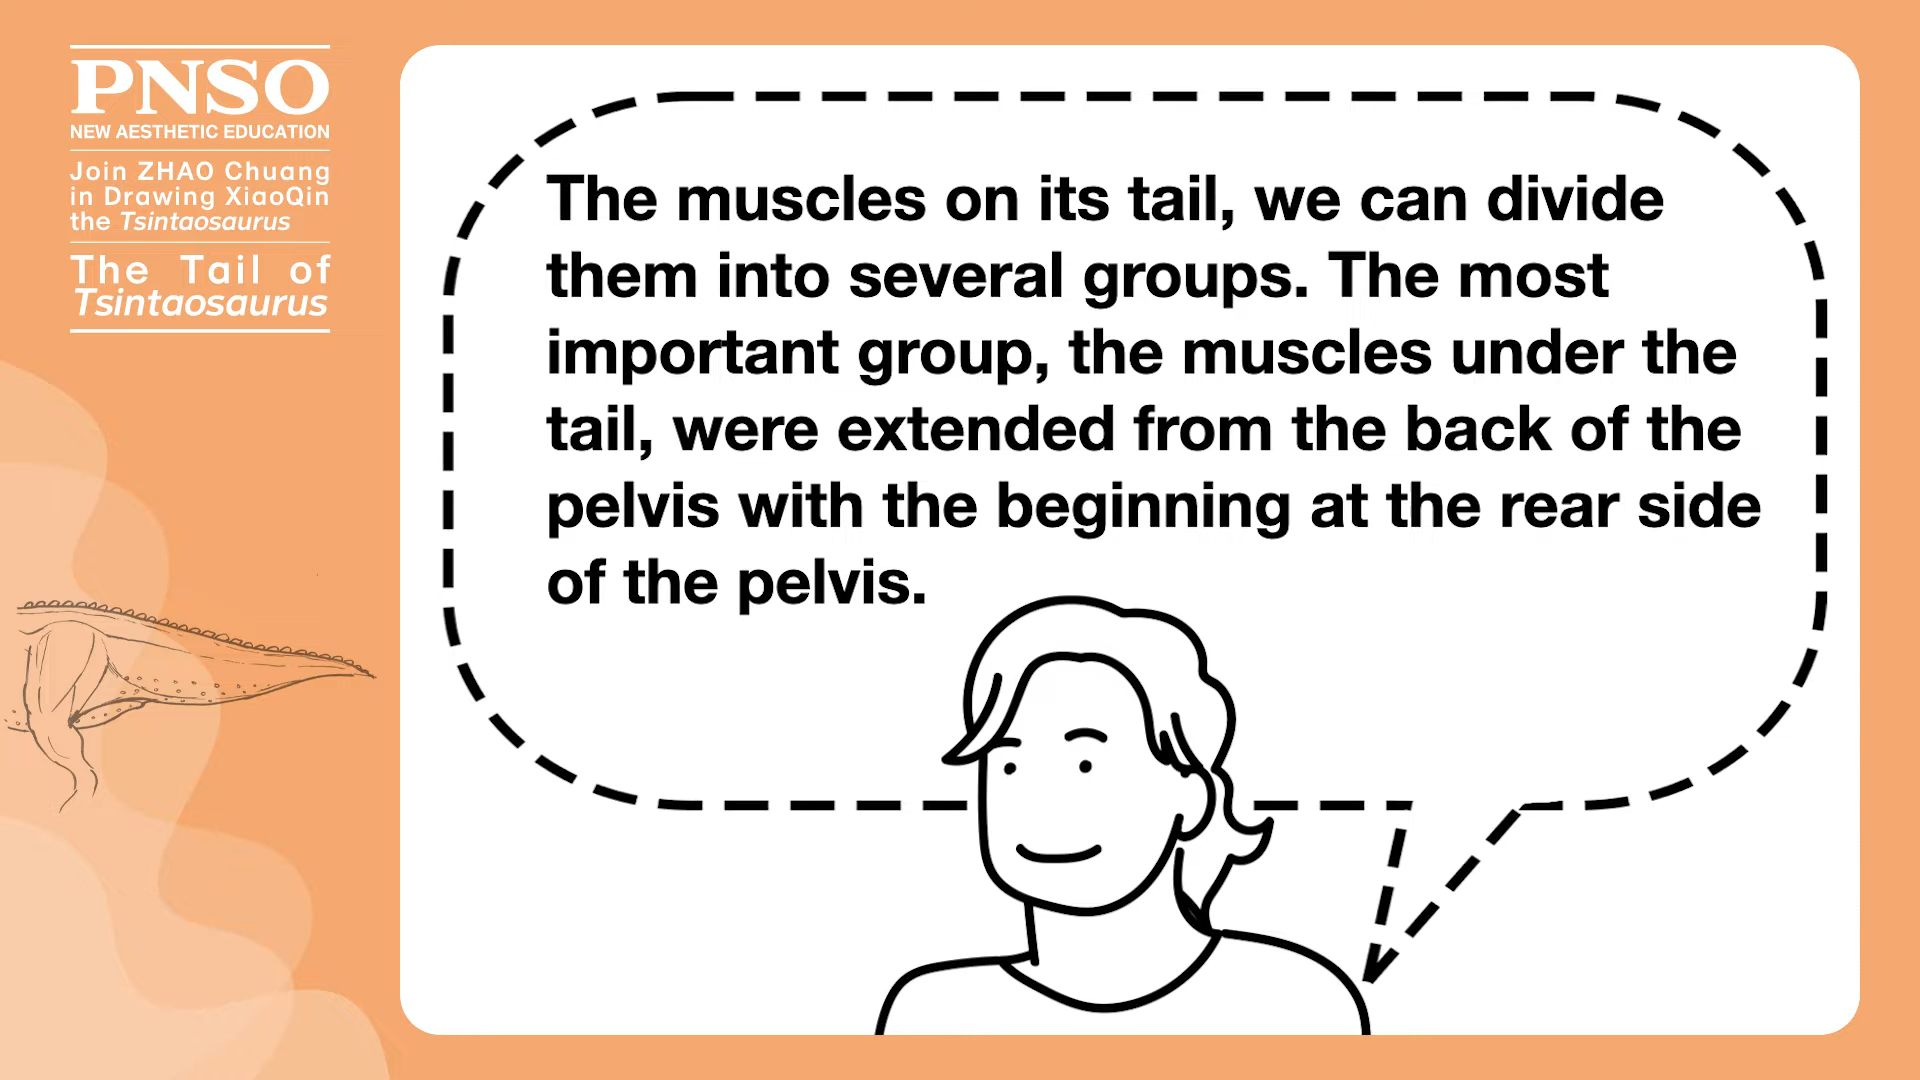 PNSO
NEW AESTHETIC EDUCATION
Join ZHAO Chuang
in Drawing XiaoQin
the Tsintaosaurus
The Tail of
Tsintaosaurus
The muscles on its tail, we can divide
them into several groups. The most
important group, the muscles under the
tail, were extended from the back of the
pelvis with the beginning at the rear side
of the pelvis.